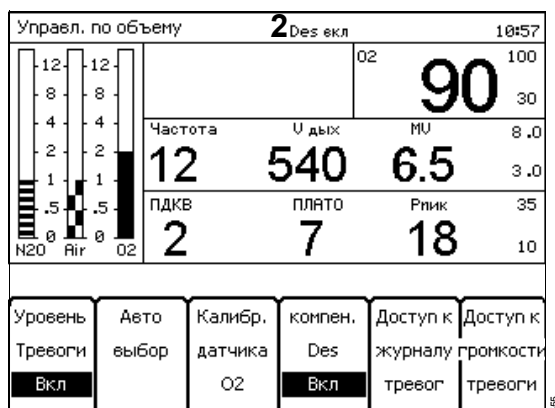 Управл. по объему 2 Des вкл 10:57
12 12
8 8
4 4
2 2
1 1
.5 .5
0 0
N2O Air O2
O2 90 100
30
Частота V дых MV 8.0
12 540 6.5 3.0
ПДКВ ПЛАТО Pпик 35
2 7 18 10
Уровень Авто Калибр. компен. Доступ к Доступ к
Тревоги выбор датчика Des журналу громкости
Вкл O2 Вкл тревог тревоги